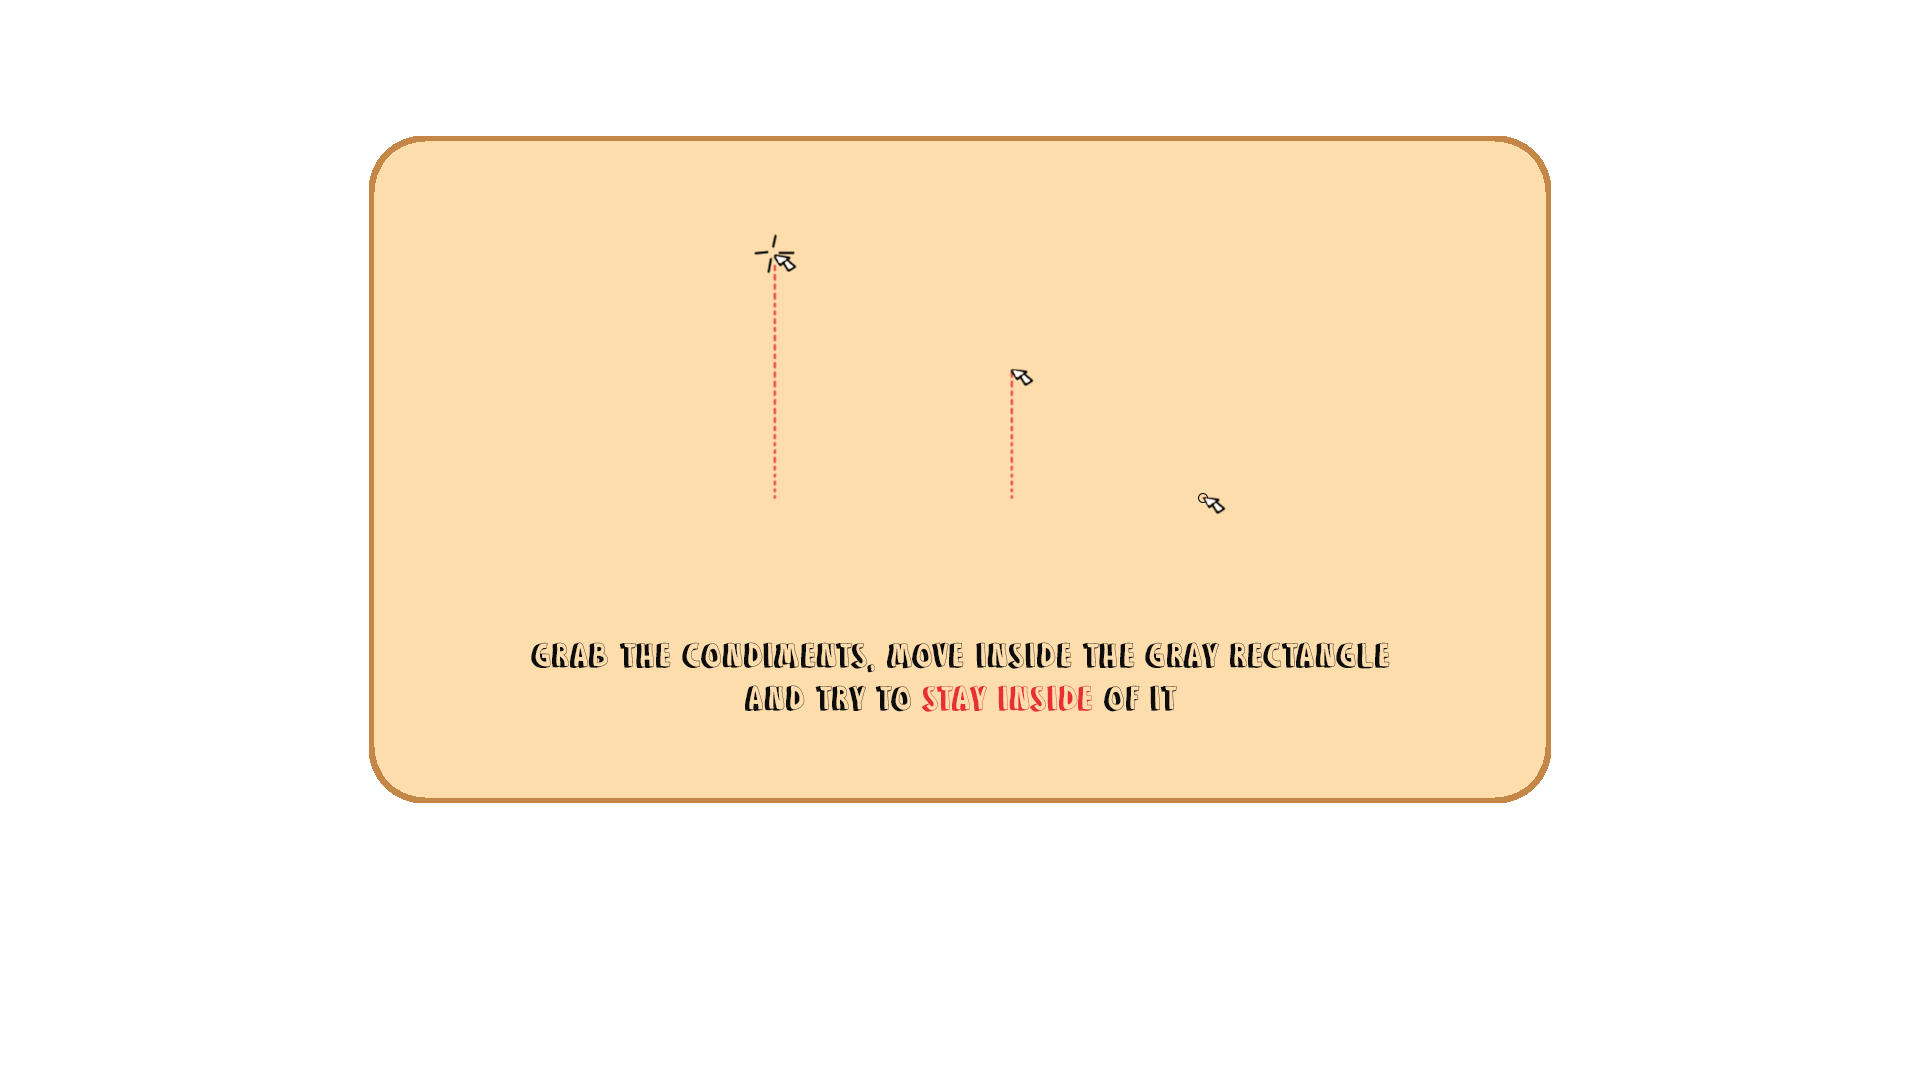 GRAB THE CONDIMENTS, MOVE INSIDE THE GRAY RECTANGLE
AND TRY TO STAY INSIDE OF IT